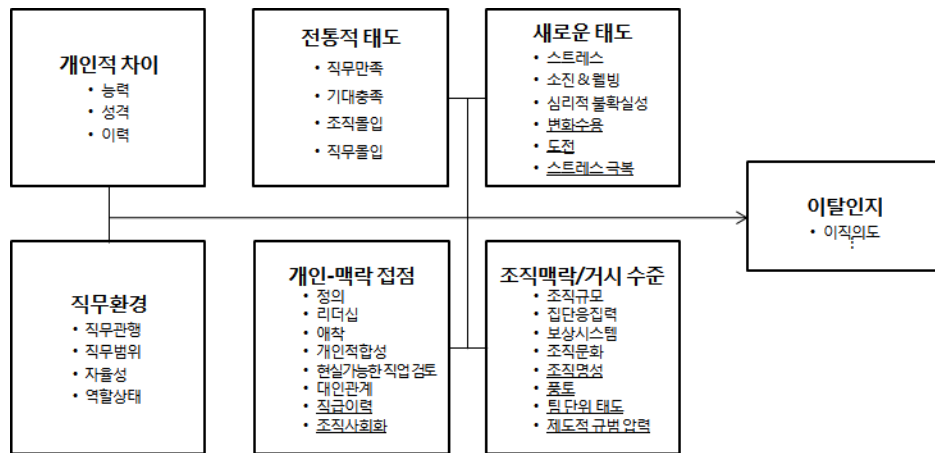 개인적 차이
• 능력
• 성격
• 이력
전통적 태도
• 직무만족
• 기대충족
• 조직몰입
• 직무몰입
새로운 태도
• 스트레스
• 소진 & 웰빙
• 심리적 불확실성
• 변화수용
• 도전
• 스트레스 극복
이탈인지
• 이직의도
직무환경
• 직무관행
• 직무범위
• 자율성
• 역할상태
개인-맥락 접점
• 정의
• 리더십
• 애착
• 개인적합성
• 현실가능한 직업 검토
• 대인관계
• 직급이력
• 조직사회화
조직맥락/거시 수준
• 조직규모
• 집단응집력
• 보상시스템
• 조직문화
• 조직명성
• 풍토
• 팀 단위 태도
• 제도적 규범 압력